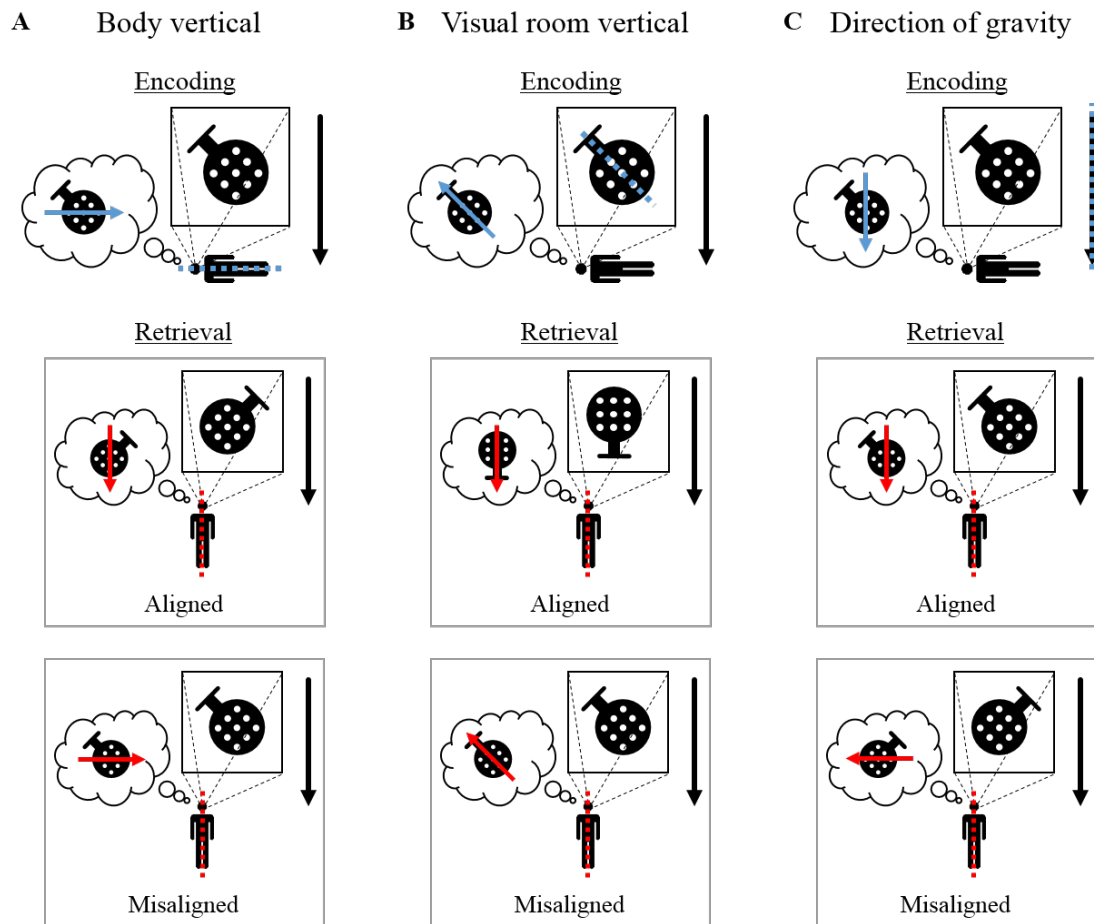 A Body vertical
B Visual room vertical
C Direction of gravity
Encoding
Encoding
Encoding
Retrieval
Retrieval
Retrieval
Aligned
Aligned
Aligned
Misaligned
Misaligned
Misaligned